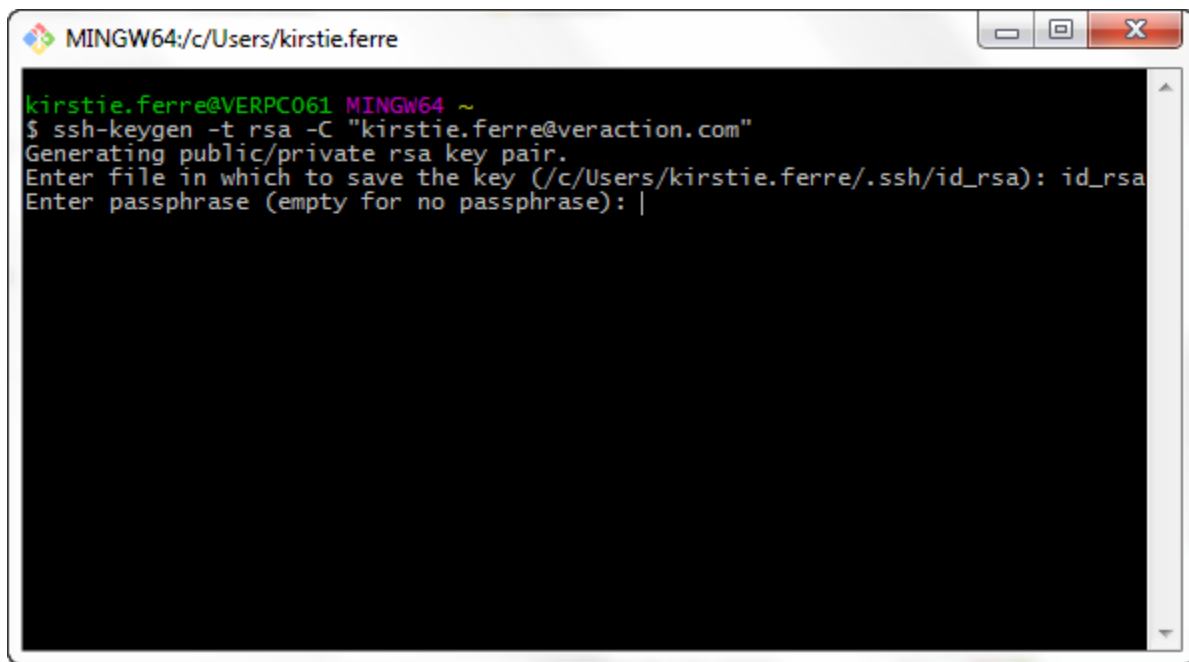 MINGW64:/c/Users/kirstie.ferre
kirstie.ferre@VERPCO61 MINGW64 ~
$ ssh-keygen -t rsa -C "kirstie.ferre@veraction.com"
Generating public/private rsa key pair.
Enter file in which to save the key (/c/Users/kirstie.ferre/.ssh/id_rsa): id_rsa
Enter passphrase (empty for no passphrase):